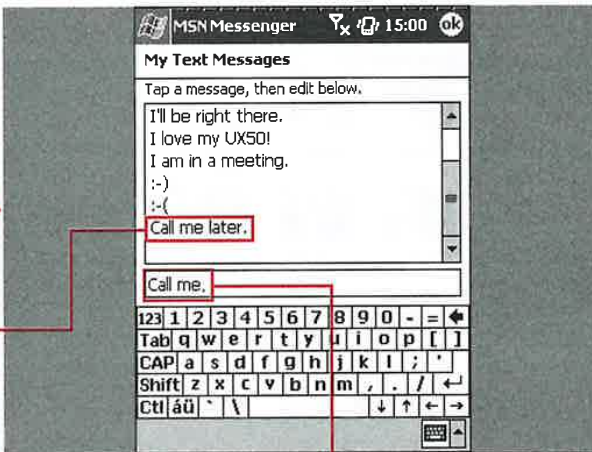 MSN Messenger 15:00 ok
My Text Messages
Tap a message, then edit below.
I'll be right there.
I love my UX50!
I am in a meeting.
:-)
:-(
Call me later.
Call me.
123 1 2 3 4 5 6 7 8 9 0 - = 
Tab q w e r t y u i o p [ ]
CAP a s d f g h j k l ; '
Shift z x c v b n m , . / ↵
Ctl áü ` \ ↓ ↑ ← →